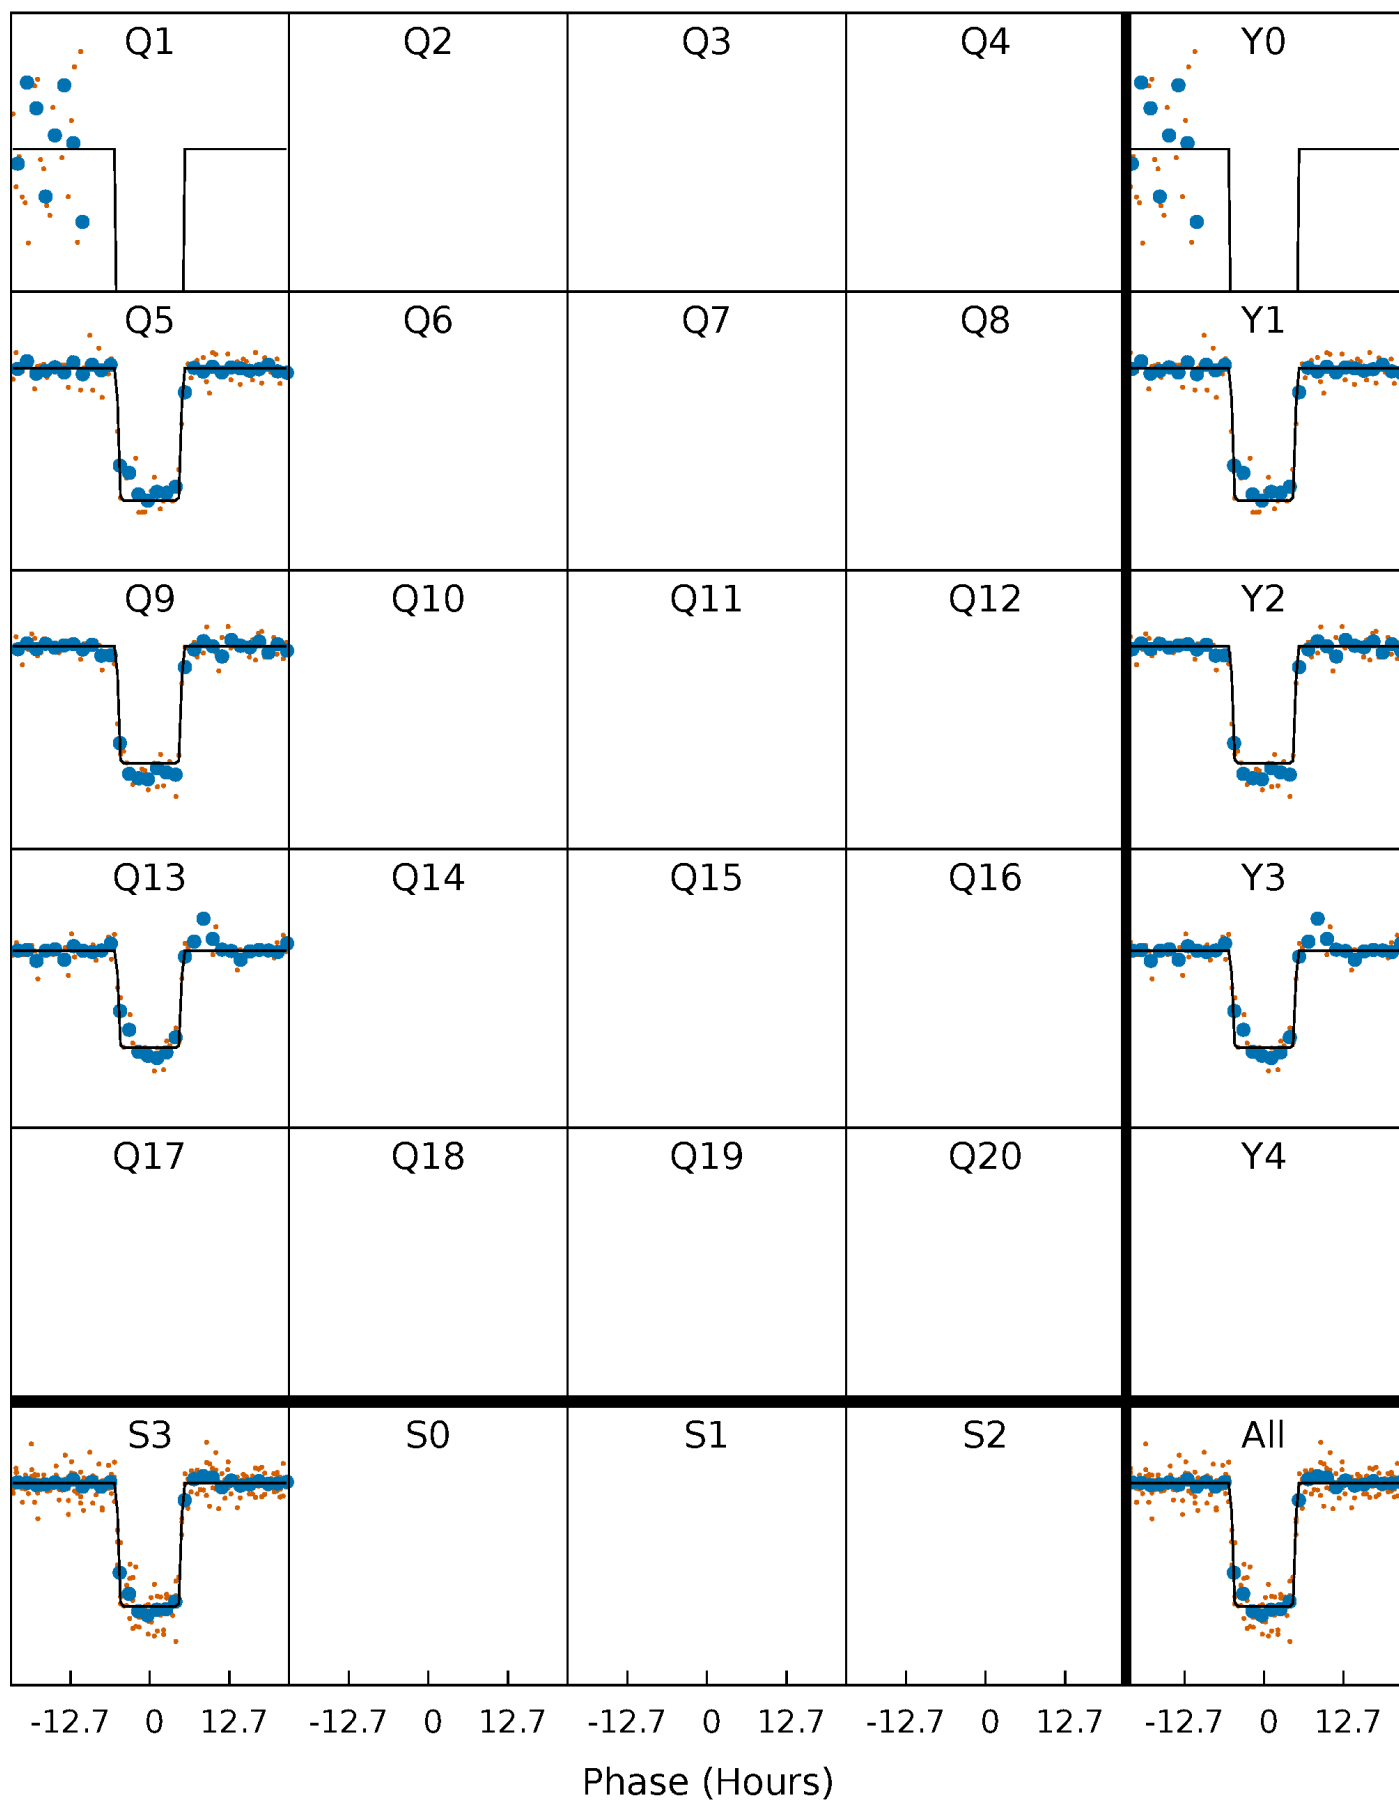 Q1 Q2 Q3 Q4 Y0
Q5 Q6 Q7 Q8 Y1
Q9 Q10 Q11 Q12 Y2
Q13 Q14 Q15 Q16 Y3
Q17 Q18 Q19 Q20 Y4
S3 S0 S1 S2 All
-12.7 0 12.7 -12.7 0 12.7 -12.7 0 12.7 -12.7 0 12.7 -12.7 0 12.7
Phase (Hours)